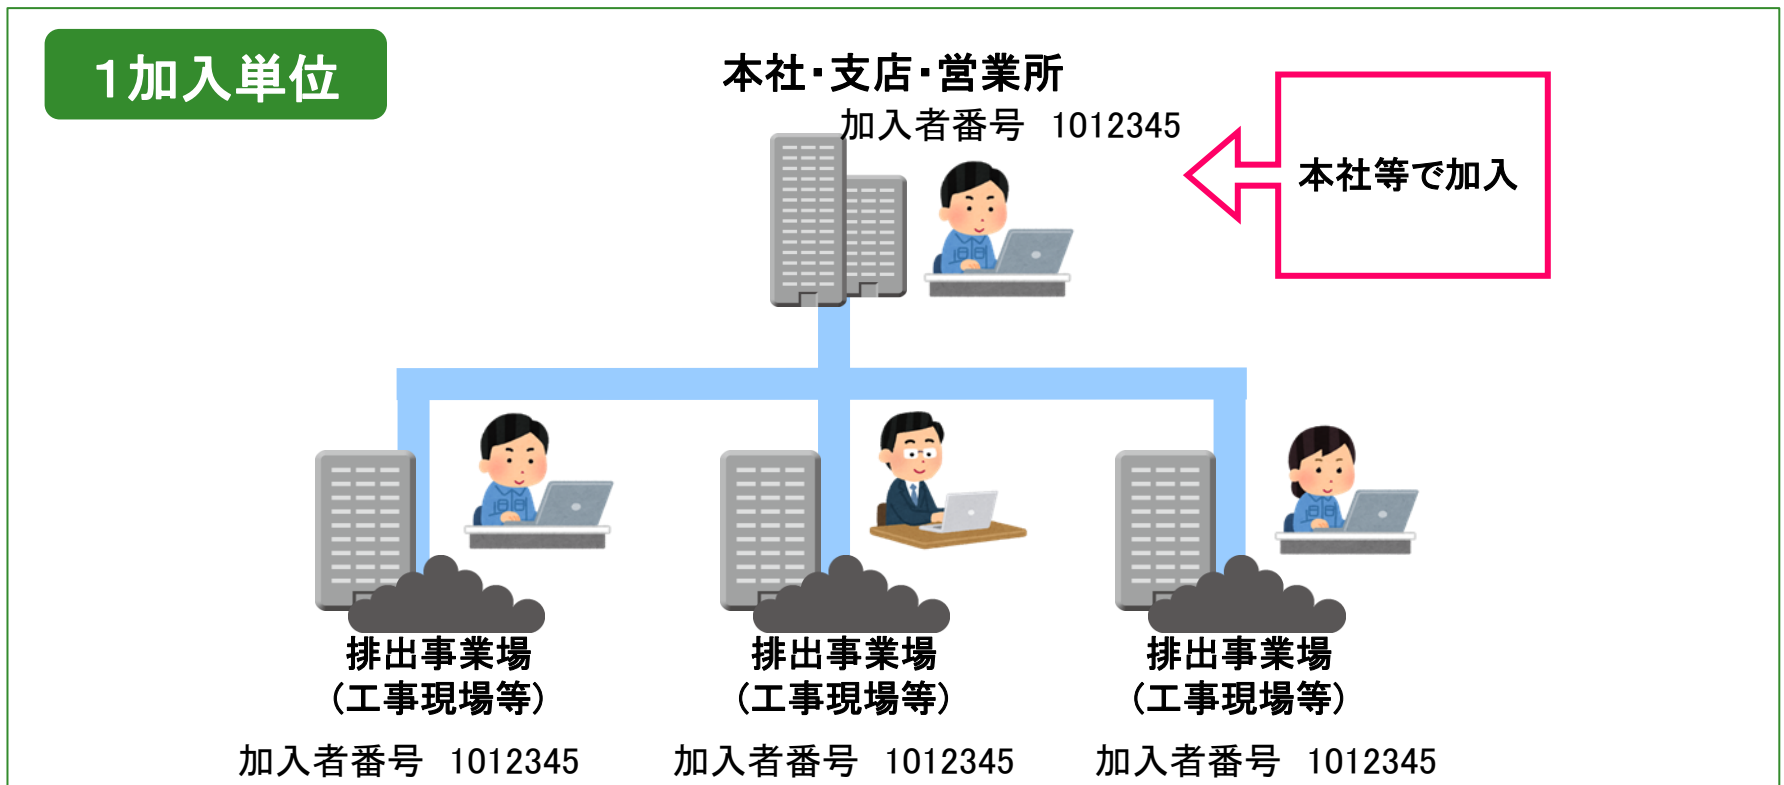 １加入単位
本社・支店・営業所
加入者番号　1012345
本社等で加入
排出事業場
(工事現場等)
加入者番号　1012345
排出事業場
(工事現場等)
加入者番号　1012345
排出事業場
(工事現場等)
加入者番号　1012345